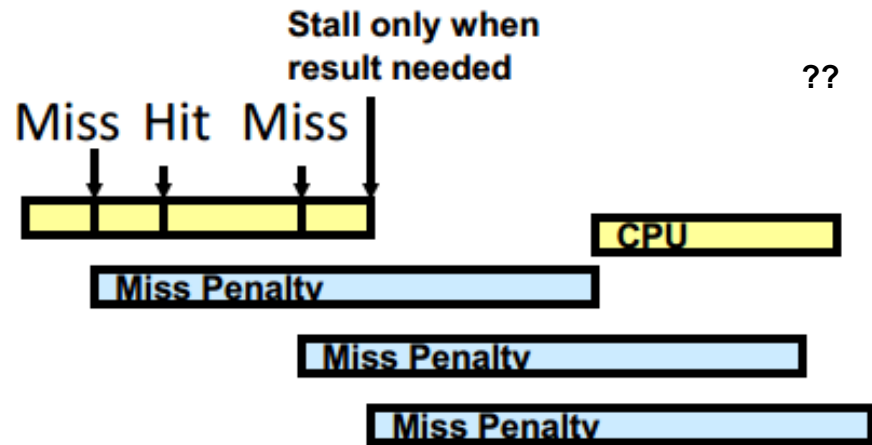 Stall only when
result needed
??
Miss Hit Miss
CPU
Miss Penalty
Miss Penalty
Miss Penalty